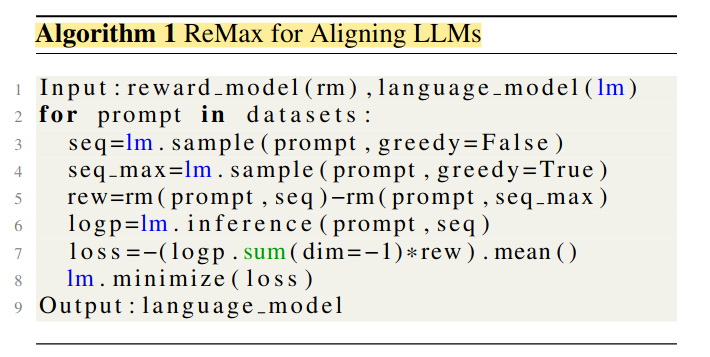 Algorithm 1 ReMax for Aligning LLMs
1 Input:reward_model(rm),language_model(lm)
2 for prompt in datasets:
3 seq=lm.sample(prompt,greedy=False)
4 seq_max=lm.sample(prompt,greedy=True)
5 rew=rm(prompt,seq)−rm(prompt,seq_max)
6 logp=lm.inference(prompt,seq)
7 loss=−(logp.sum(dim=−1)*rew).mean()
8 lm.minimize(loss)
9 Output:language_model